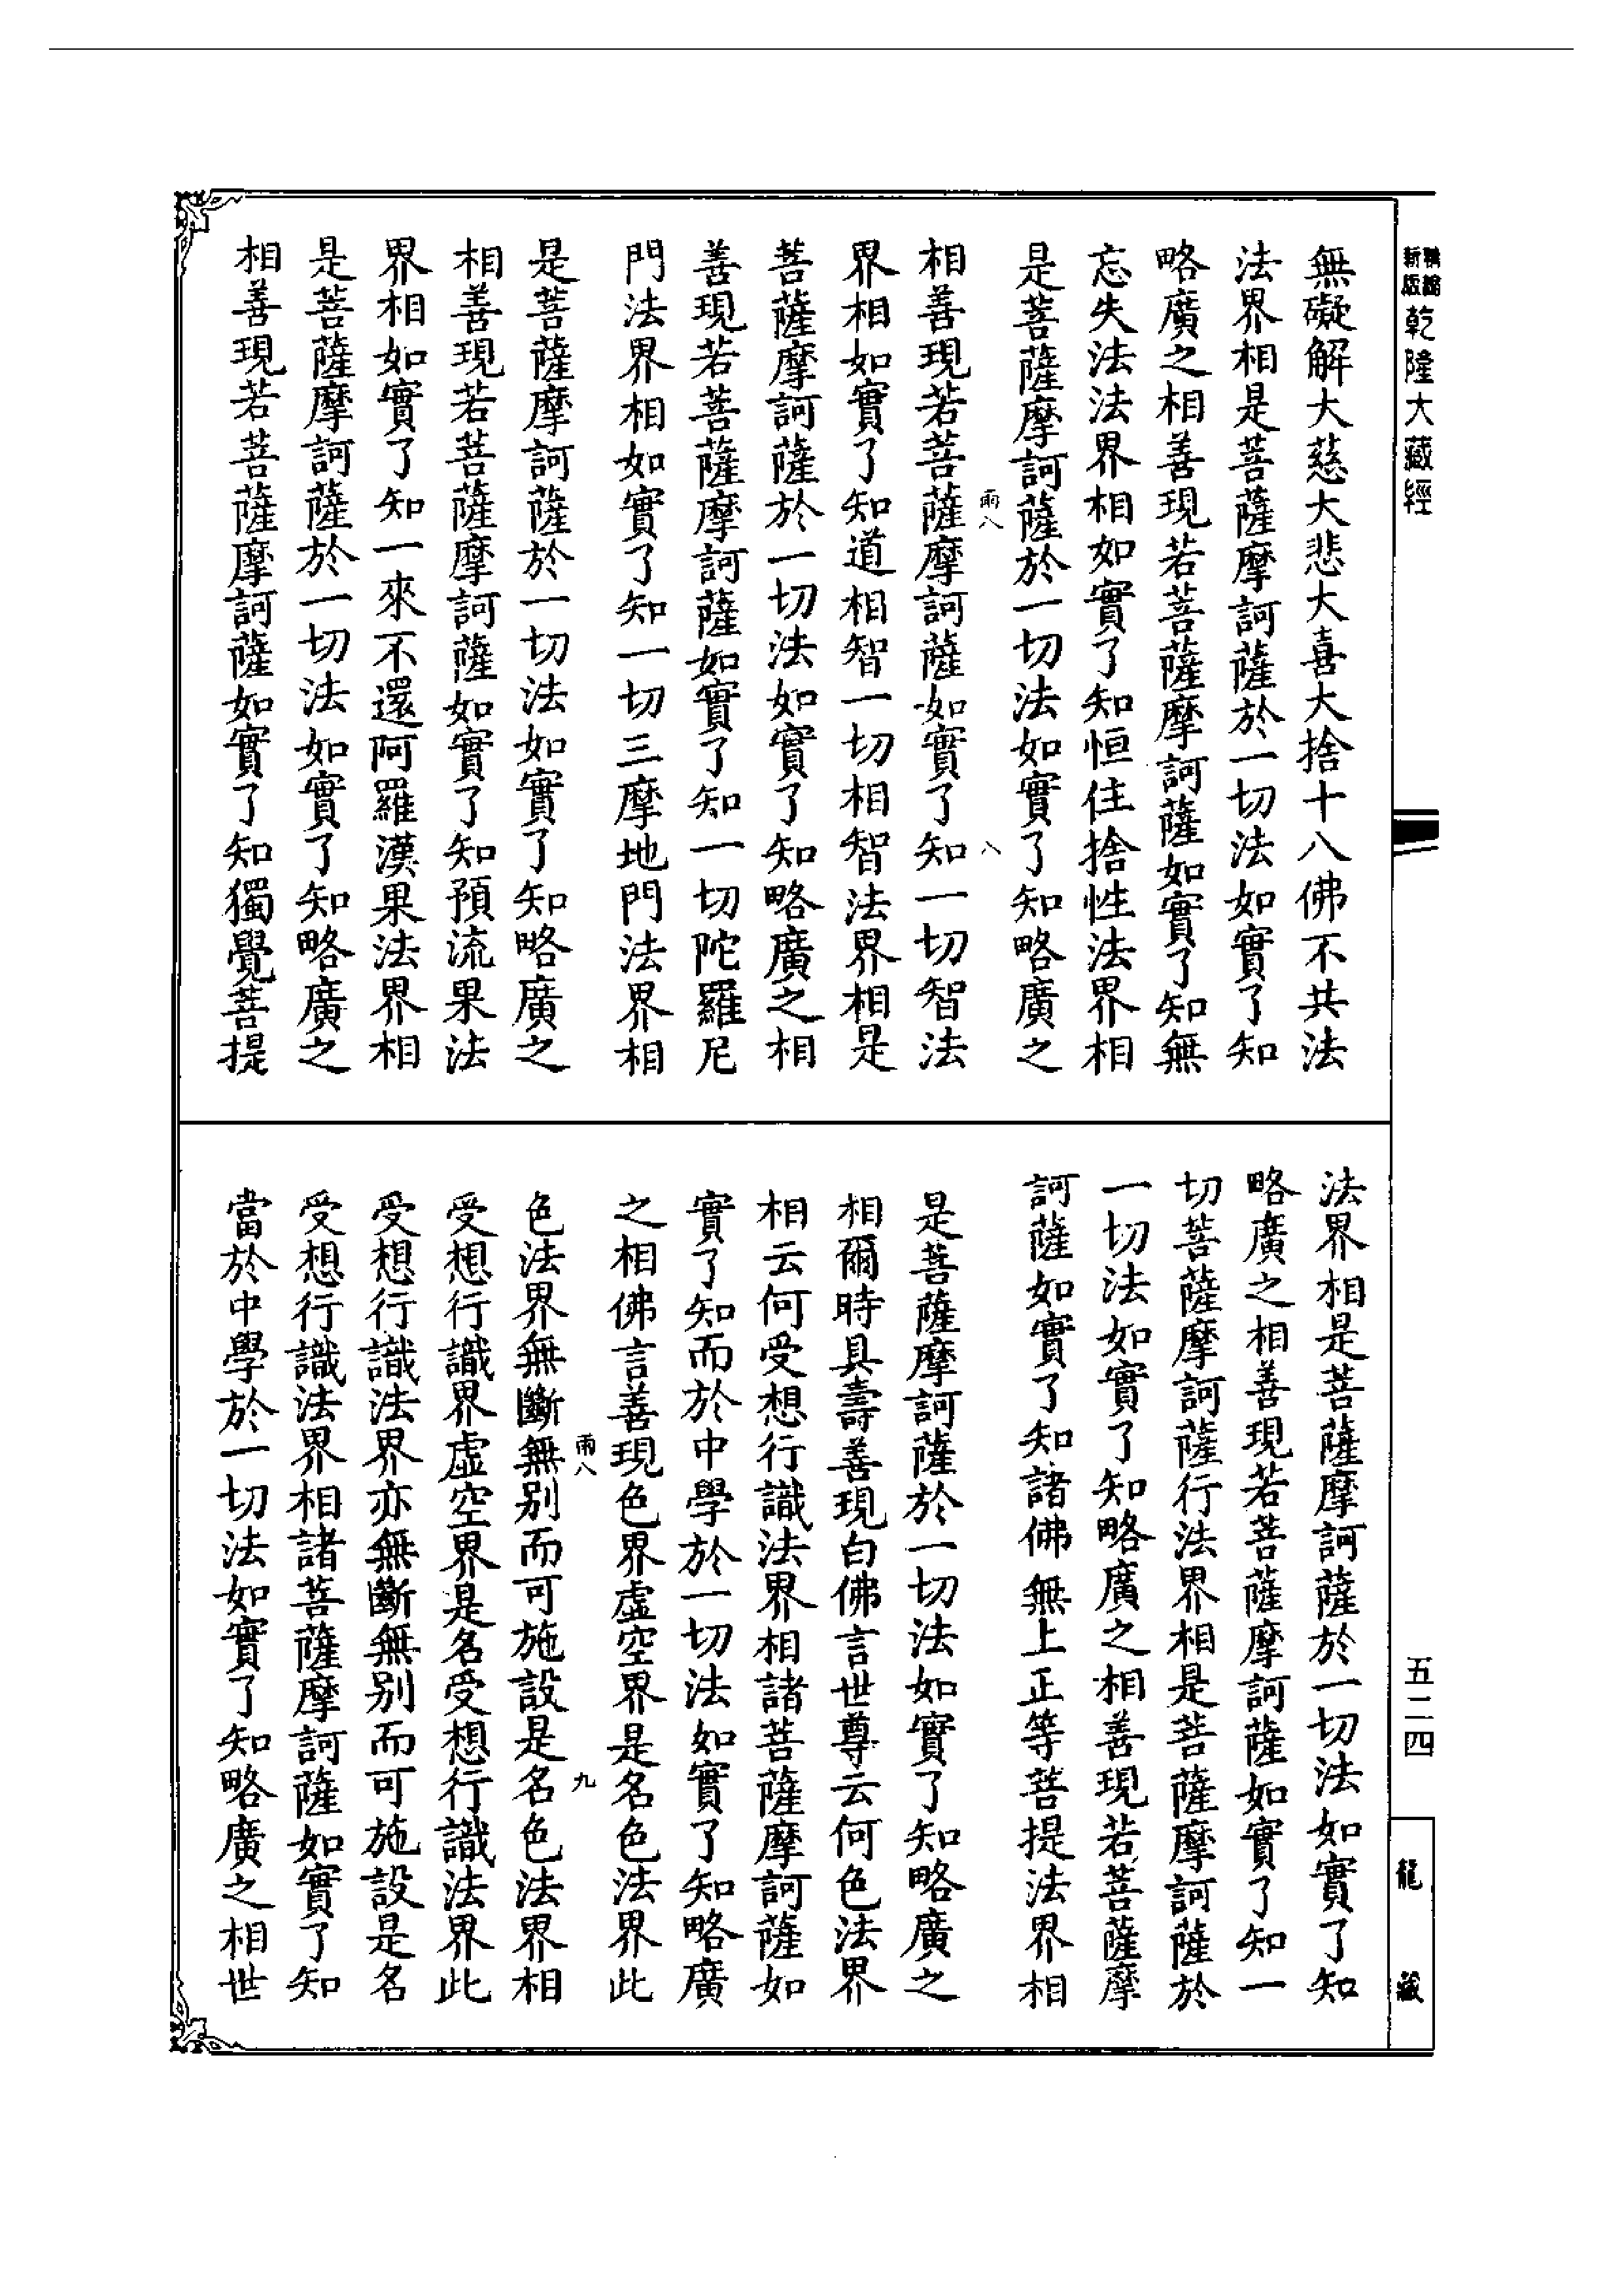 新版
乾隆大藏經
無礙解大慈大悲大喜大捨十八佛不共法
法界相是菩薩摩訶薩於一切法如實了知
略廣之相善現若菩薩摩訶薩如實了知無
忘失法法界相如實了知恒住捨性法界相
是菩薩摩訶薩於一切法如實了知略廣之
雨八 八
相善現若菩薩摩訶薩如實了知一切智法
界相如實了知道相智一切相智法界相是
菩薩摩訶薩於一切法如實了知略廣之相
善現若菩薩摩訶薩如實了知一切陀羅尼
門法界相如實了知一切三摩地門法界相
是菩薩摩訶薩於一切法如實了知略廣之
相善現若菩薩摩訶薩如實了知預流果法
界相如實了知一來不還阿羅漢果法界相
是菩薩摩訶薩於一切法如實了知略廣之
相善現若菩薩摩訶薩如實了知獨覺菩提
五二四
龍藏
法界相是菩薩摩訶薩於一切法如實了知
略廣之相善現若菩薩摩訶薩如實了知一
切菩薩摩訶薩行法界相是菩薩摩訶薩於
一切法如實了知略廣之相善現若菩薩摩
訶薩如實了知諸佛無上正等菩提法界相
是菩薩摩訶薩於一切法如實了知略廣之
相爾時具壽善現白佛言世尊云何色法界
相云何受想行識法界相諸菩薩摩訶薩如
實了知而於中學於一切法如實了知略廣
之相佛言善現色界虛空界是名色法界此
雨八 九
色法界無斷無別而可施設是名色法界相
受想行識界虛空界是名受想行識法界此
受想行識法界亦無斷無別而可施設是名
受想行識法界相諸菩薩摩訶薩如實了知
當於中學於一切法如實了知略廣之相世